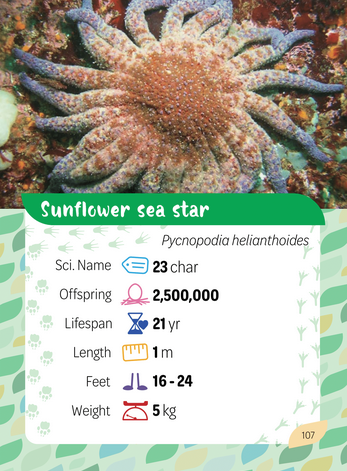 Sunflower sea star
Pycnopodia helianthoides
Sci. Name 23 char
Offspring 2,500,000
Lifespan 21 yr
Length 1 m
Feet 16 - 24
Weight 5 kg
107